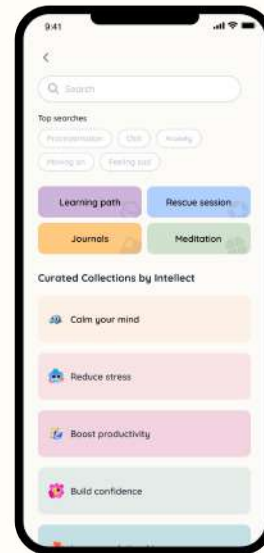 9:41
Search
Top searches
Procrastination Chill Anxiety
Moving on Feeling sad
Learning path Rescue session
Journals Meditation
Curated Collections by Intellect
Calm your mind
Reduce stress
Boost productivity
Build confidence